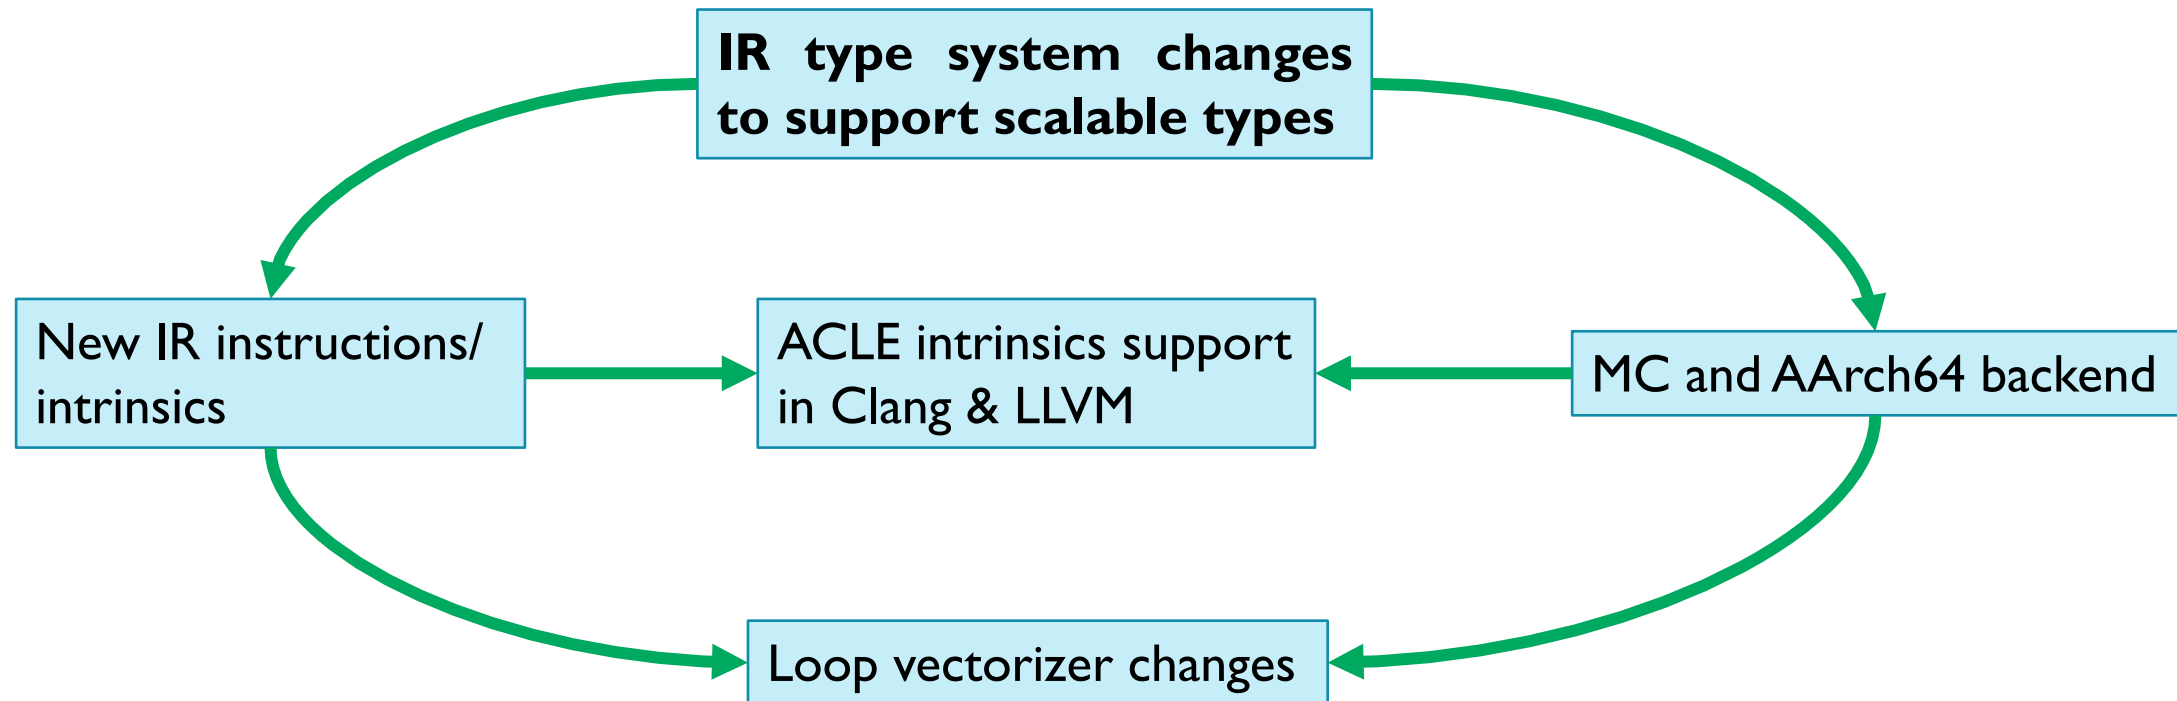 IR type system changes
to support scalable types
New IR instructions/
intrinsics
ACLE intrinsics support
in Clang & LLVM
MC and AArch64 backend
Loop vectorizer changes